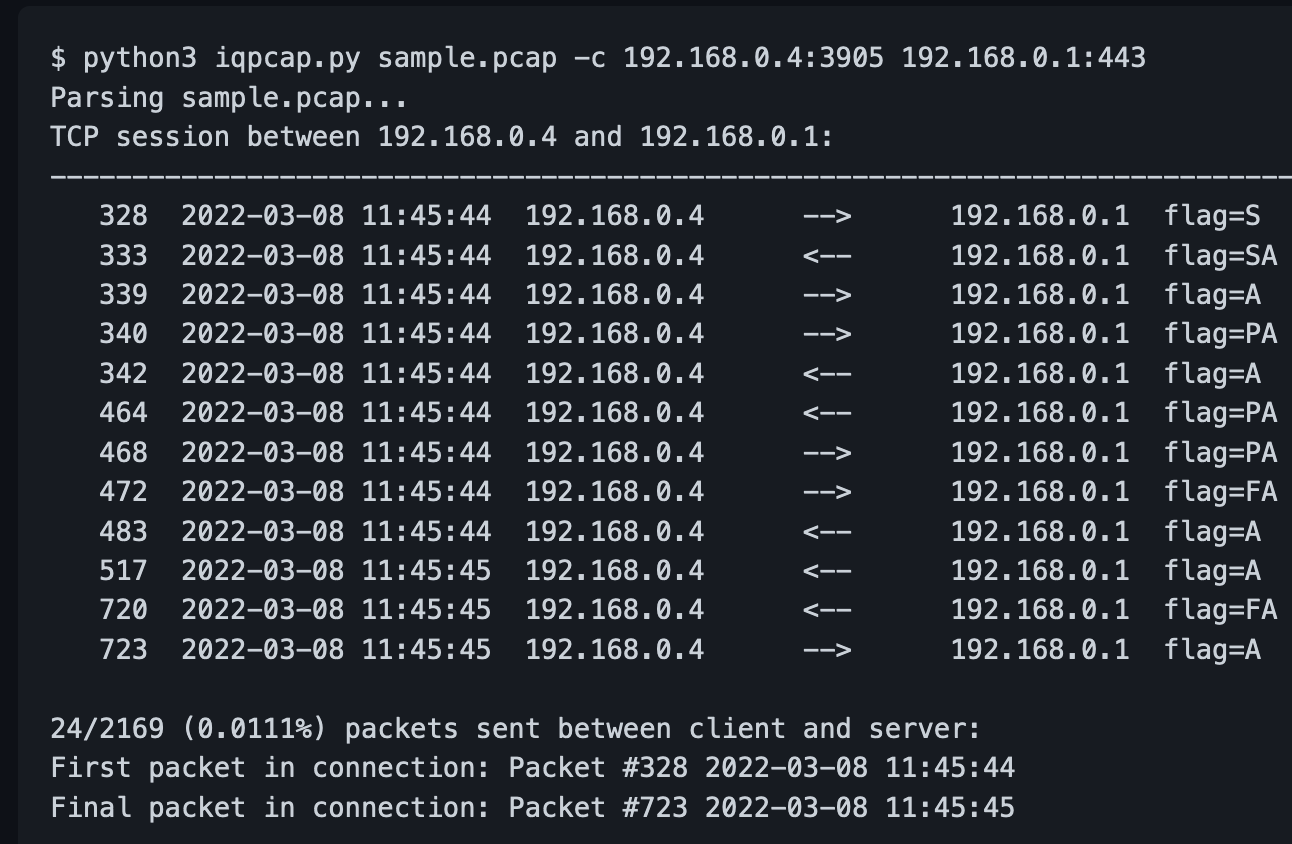 $ python3 iqpcap.py sample.pcap -c 192.168.0.4:3905 192.168.0.1:443
Parsing sample.pcap...
TCP session between 192.168.0.4 and 192.168.0.1:
----------------------------------------------------------------------------
328 2022-03-08 11:45:44 192.168.0.4 --> 192.168.0.1 flag=S
333 2022-03-08 11:45:44 192.168.0.4 <-- 192.168.0.1 flag=SA
339 2022-03-08 11:45:44 192.168.0.4 --> 192.168.0.1 flag=A
340 2022-03-08 11:45:44 192.168.0.4 --> 192.168.0.1 flag=PA
342 2022-03-08 11:45:44 192.168.0.4 <-- 192.168.0.1 flag=A
464 2022-03-08 11:45:44 192.168.0.4 <-- 192.168.0.1 flag=PA
468 2022-03-08 11:45:44 192.168.0.4 --> 192.168.0.1 flag=PA
472 2022-03-08 11:45:44 192.168.0.4 --> 192.168.0.1 flag=FA
483 2022-03-08 11:45:44 192.168.0.4 <-- 192.168.0.1 flag=A
517 2022-03-08 11:45:45 192.168.0.4 <-- 192.168.0.1 flag=A
720 2022-03-08 11:45:45 192.168.0.4 <-- 192.168.0.1 flag=FA
723 2022-03-08 11:45:45 192.168.0.4 --> 192.168.0.1 flag=A
24/2169 (0.0111%) packets sent between client and server:
First packet in connection: Packet #328 2022-03-08 11:45:44
Final packet in connection: Packet #723 2022-03-08 11:45:45